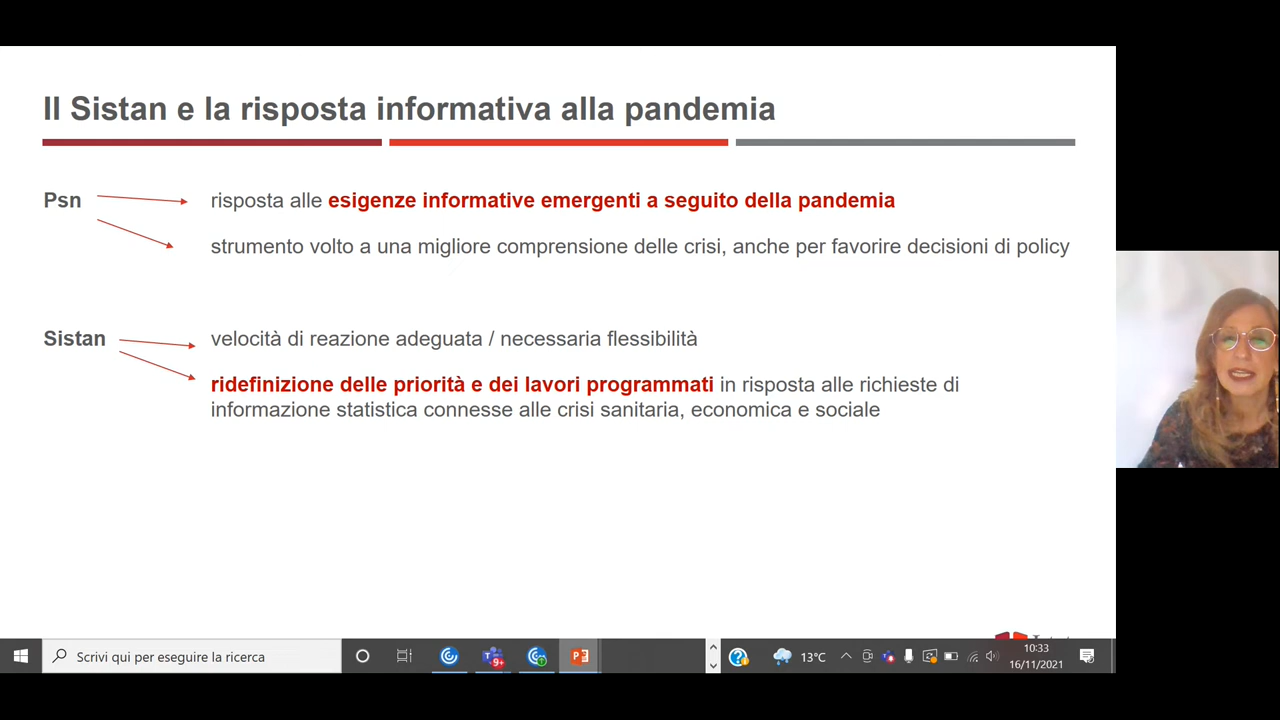 Il Sistan e la risposta informativa alla pandemia
Psn
risposta alle esigenze informative emergenti a seguito della pandemia
strumento volto a una migliore comprensione delle crisi, anche per favorire decisioni di policy
Sistan
velocità di reazione adeguata / necessaria flessibilità
ridefinizione delle priorità e dei lavori programmati in risposta alle richieste di
informazione statistica connesse alle crisi sanitaria, economica e sociale
Scrivi qui per eseguire la ricerca
9+
13°C
10:33
16/11/2021